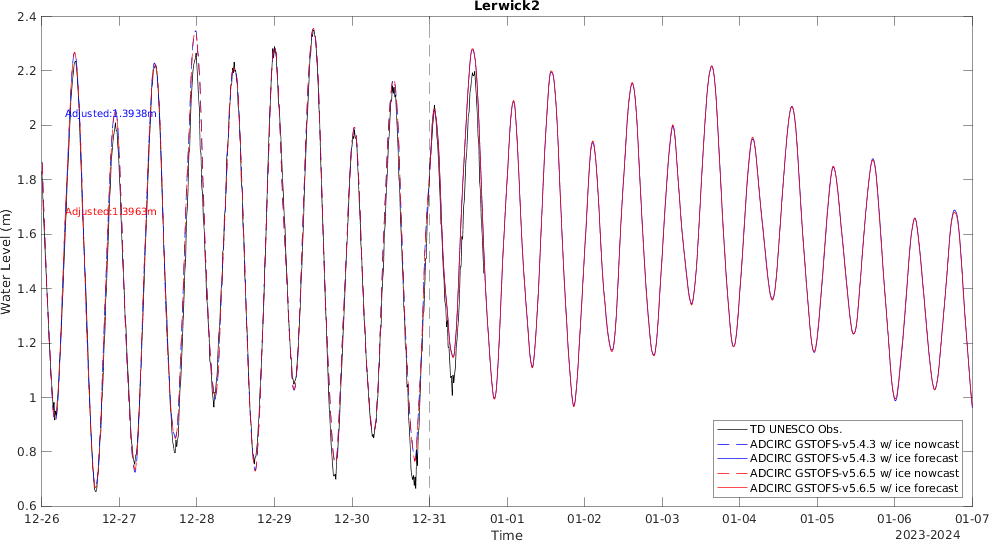 Lerwick2
2.4
2.2
2
1.8
1.6
1.4
1.2
1
0.8
0.6
Water Level (m)
Adjusted:1.3938m
Adjusted:1.3963m
TD UNESCO Obs.
ADCIRC GSTOFS-v5.4.3 w/ ice nowcast
ADCIRC GSTOFS-v5.4.3 w/ ice forecast
ADCIRC GSTOFS-v5.6.5 w/ ice nowcast
ADCIRC GSTOFS-v5.6.5 w/ ice forecast
12-26 12-27 12-28 12-29 12-30 12-31 01-01 01-02 01-03 01-04 01-05 01-06 01-07
Time
2023-2024